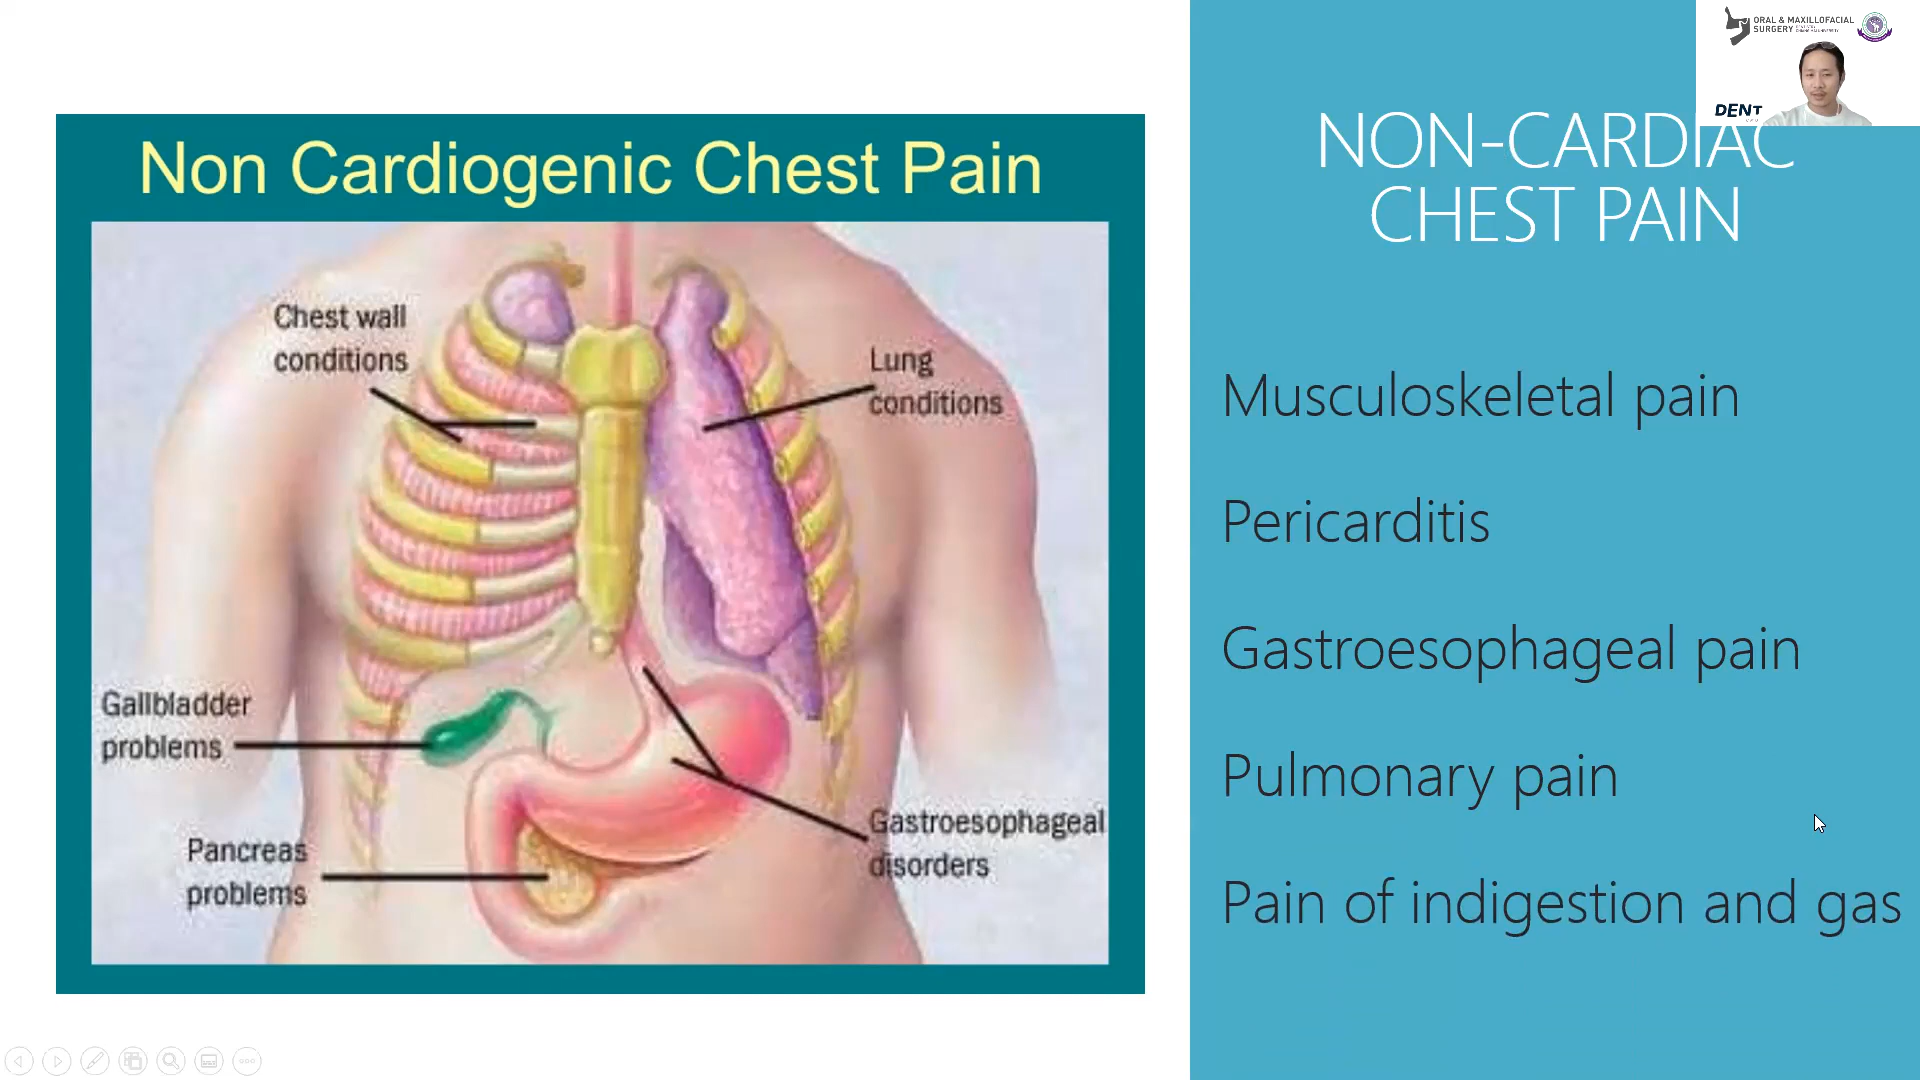 Non Cardiogenic Chest Pain
Chest wall
conditions
Lung
conditions
Gallbladder
problems
Pancreas
problems
Gastroesophageal
disorders
ORAL & MAXILLOFACIAL
SURGERY
DENT
NON-CARDIAC
CHEST PAIN
Musculoskeletal pain
Pericarditis
Gastroesophageal pain
Pulmonary pain
Pain of indigestion and gas